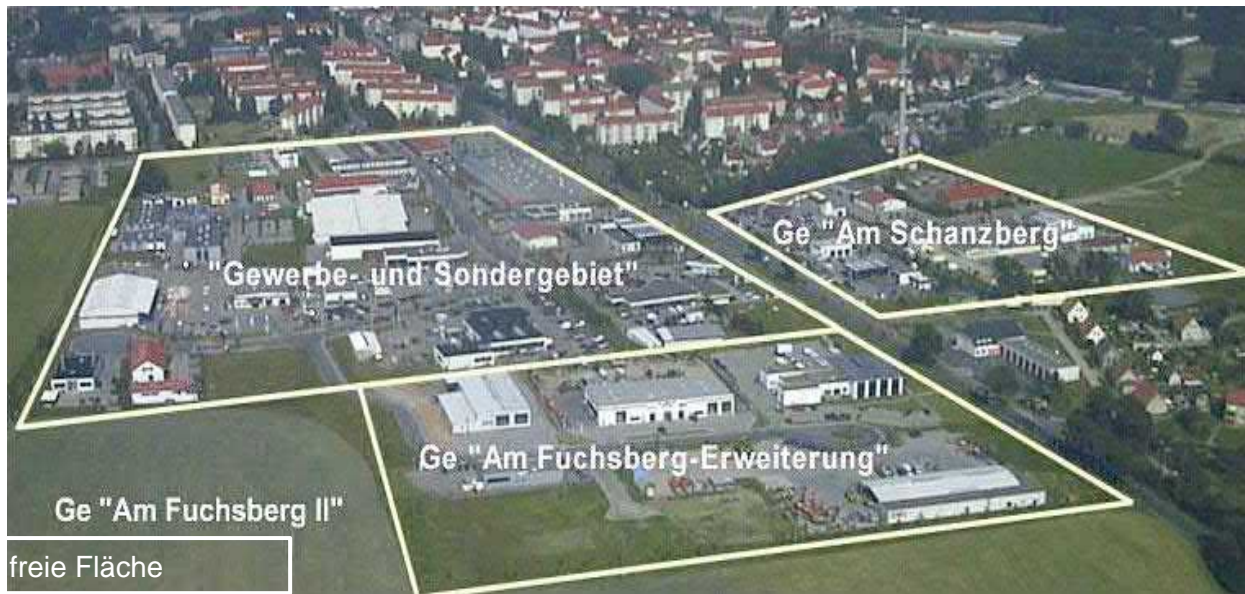 Ge "Am Schanzberg"
"Gewerbe- und Sondergebiet"
Ge "Am Fuchsberg-Erweiterung"
Ge "Am Fuchsberg II"
freie Fläche